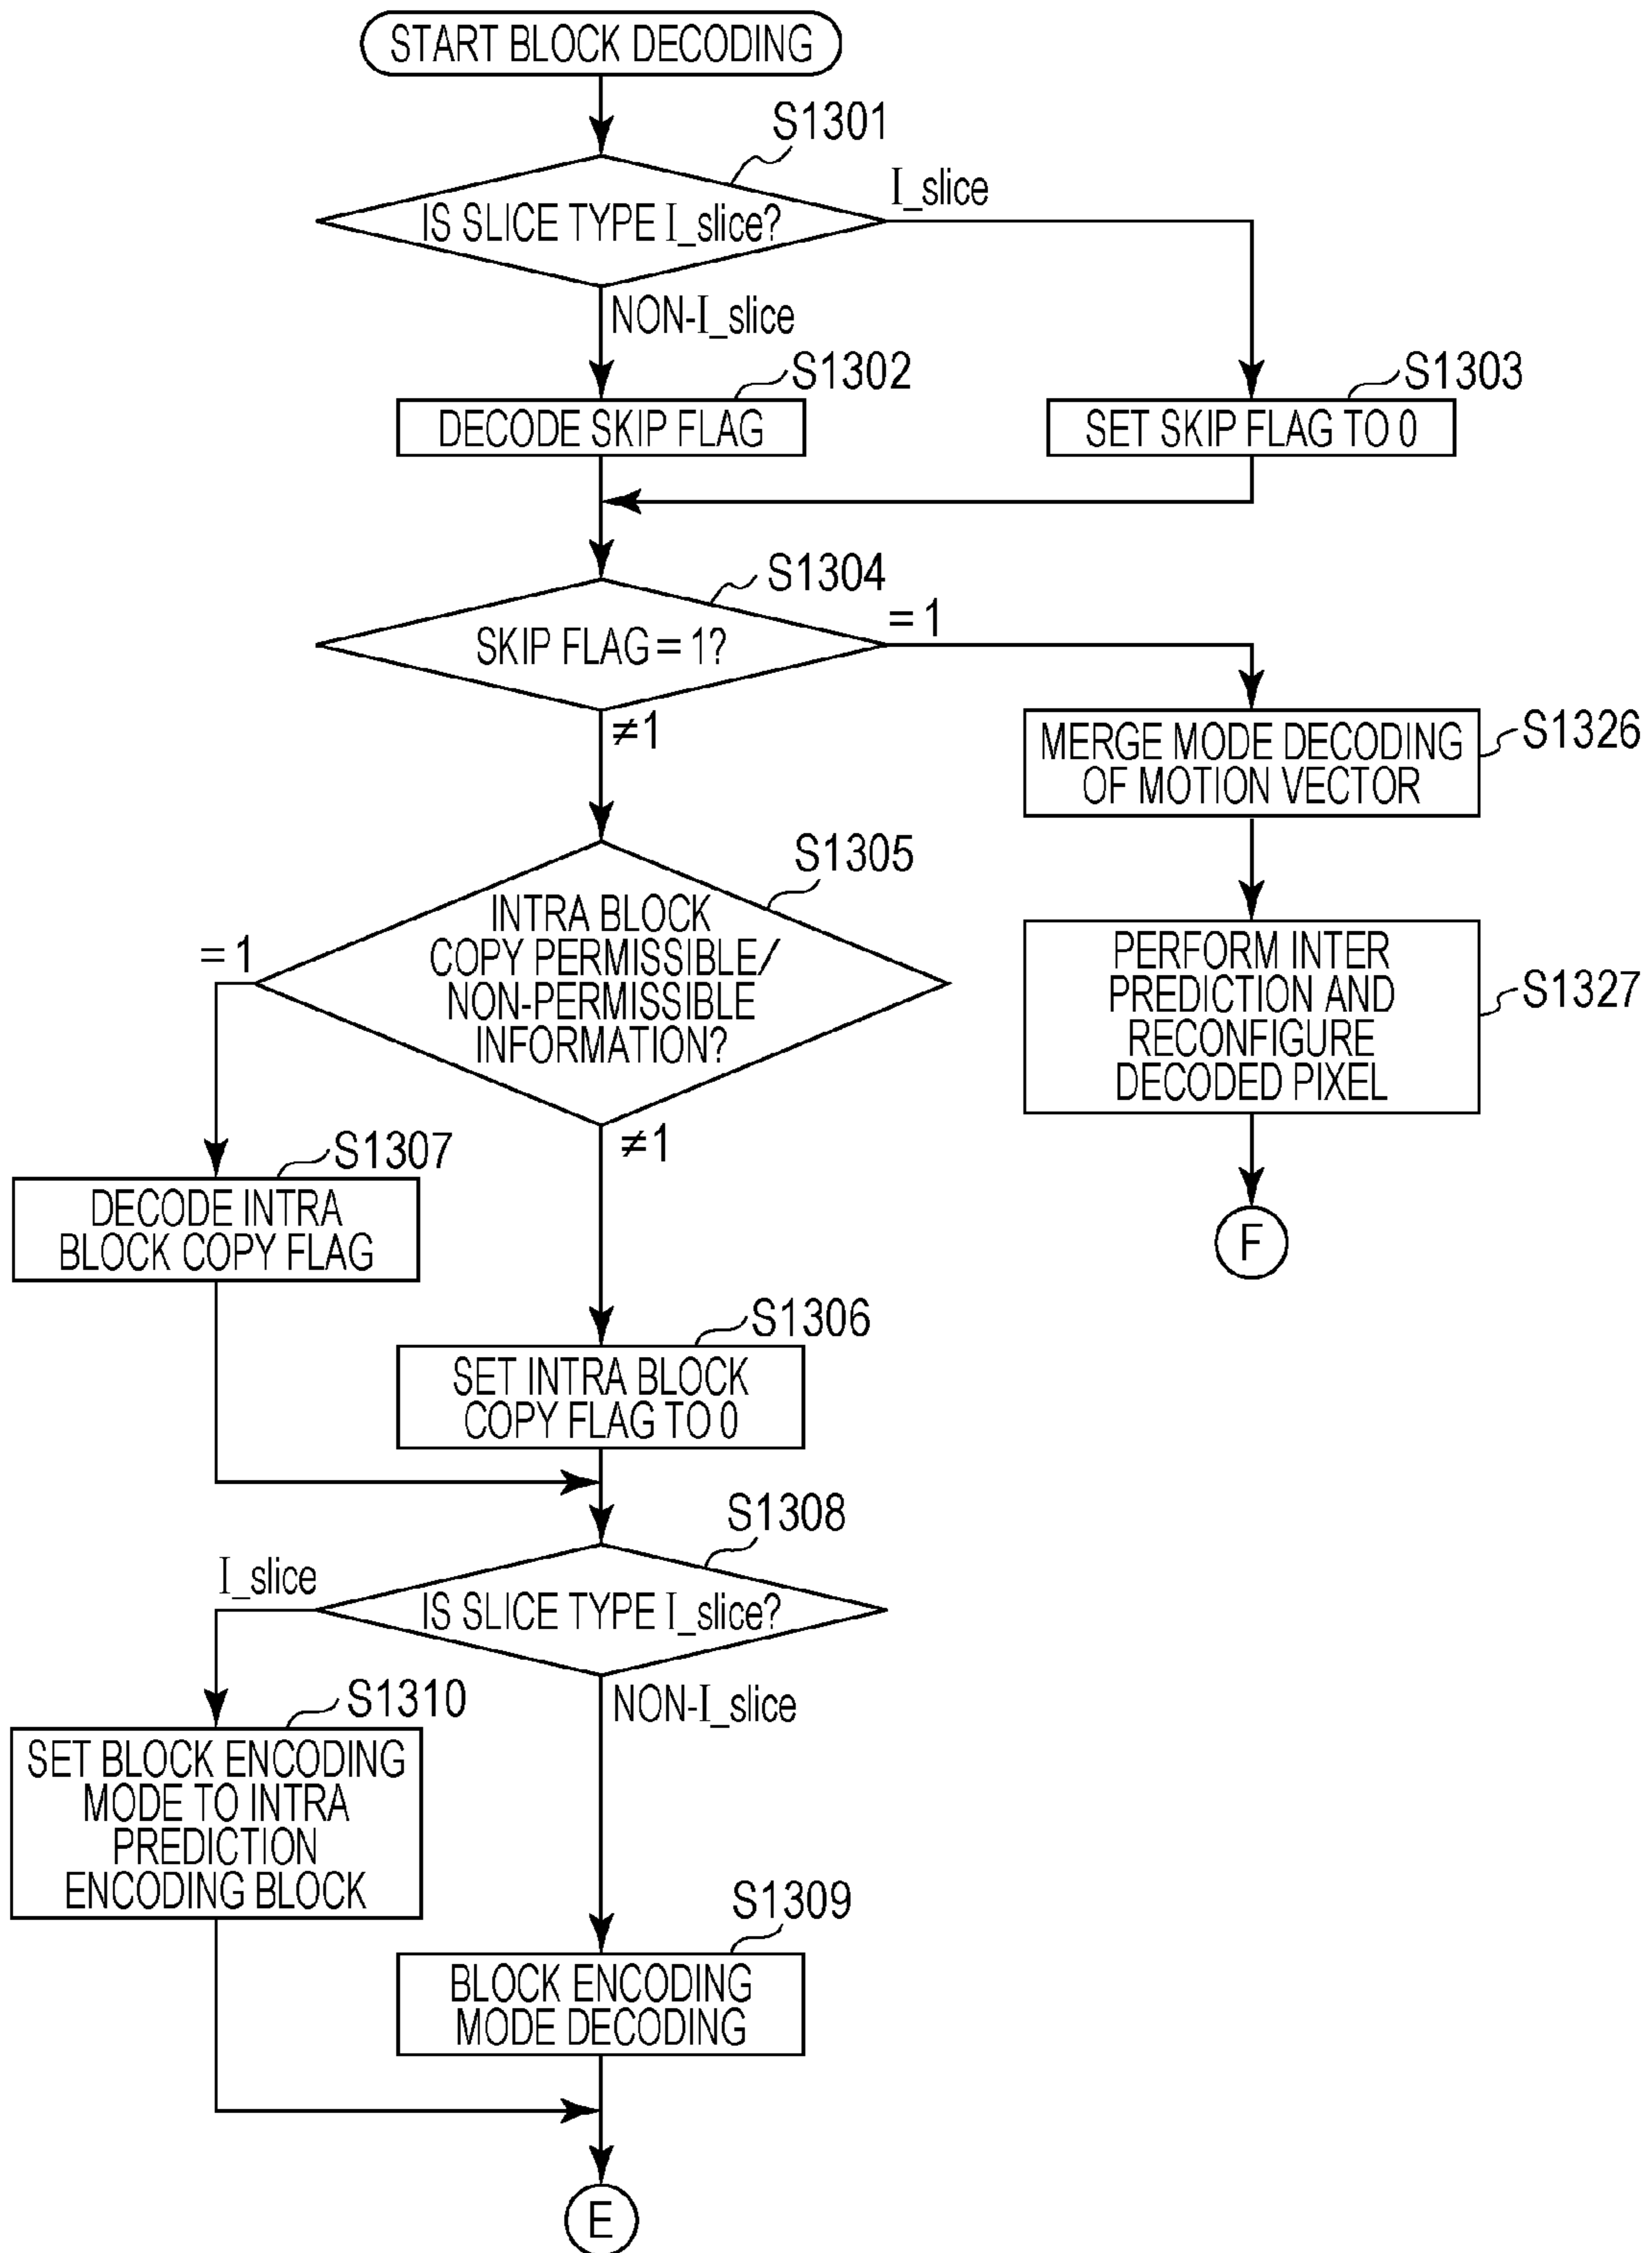 START BLOCK DECODING
S1301
IS SLICE TYPE I_slice?
I_slice
NON-I_slice
S1302
DECODE SKIP FLAG
S1303
SET SKIP FLAG TO 0
S1304
SKIP FLAG = 1?
= 1
≠1
S1326
MERGE MODE DECODING
OF MOTION VECTOR
S1305
INTRA BLOCK
COPY PERMISSIBLE/
NON-PERMISSIBLE
INFORMATION?
= 1
≠1
S1327
PERFORM INTER
PREDICTION AND
RECONFIGURE
DECODED PIXEL
F
S1307
DECODE INTRA
BLOCK COPY FLAG
S1306
SET INTRA BLOCK
COPY FLAG TO 0
S1308
IS SLICE TYPE I_slice?
I_slice
NON-I_slice
S1310
SET BLOCK ENCODING
MODE TO INTRA
PREDICTION
ENCODING BLOCK
S1309
BLOCK ENCODING
MODE DECODING
E